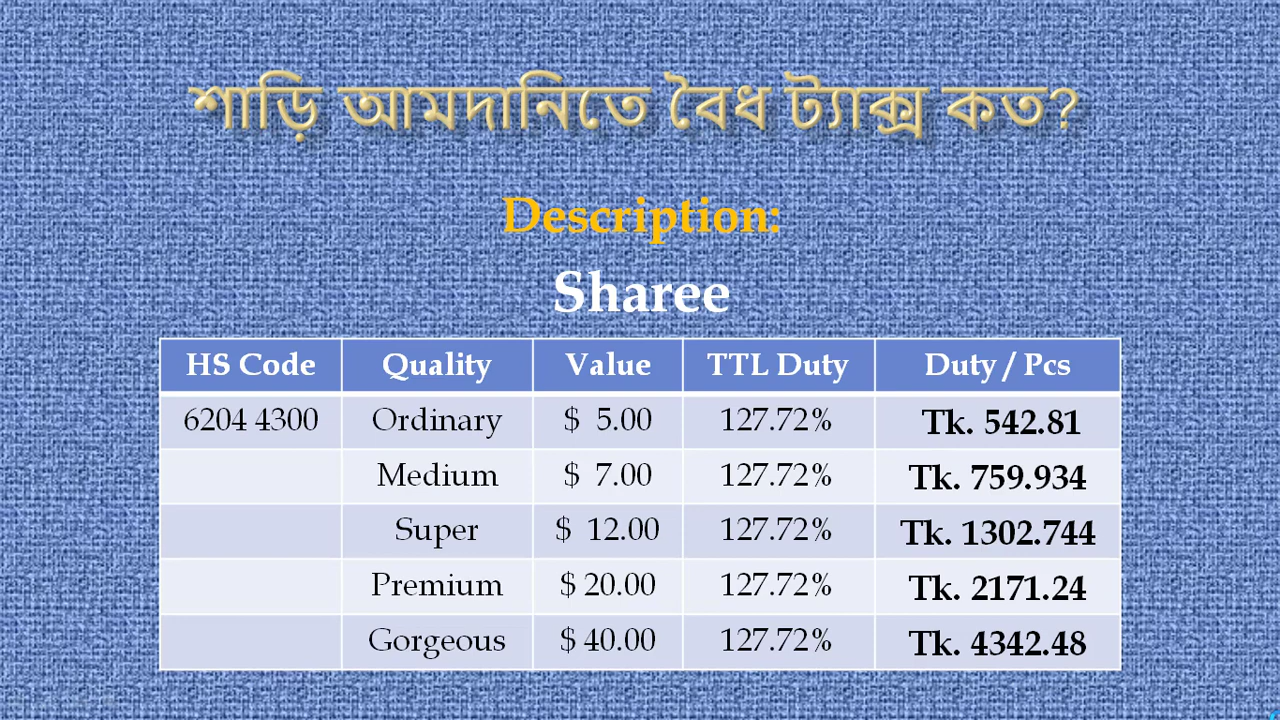 শাড়ি আমদানিতে বৈধ ট্যাক্স কত?
Description:
Sharee
HS Code Quality Value TTL Duty Duty / Pcs
6204 4300 Ordinary $ 5.00 127.72% Tk. 542.81
Medium $ 7.00 127.72% Tk. 759.934
Super $ 12.00 127.72% Tk. 1302.744
Premium $ 20.00 127.72% Tk. 2171.24
Gorgeous $ 40.00 127.72% Tk. 4342.48